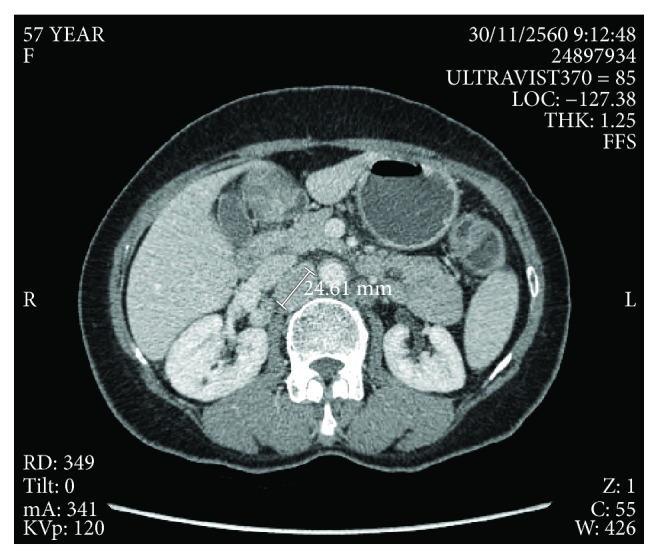 57 YEAR
F
30/11/2560 9:12:48
24897934
ULTRAVIST370 = 85
LOC: −127.38
THK: 1.25
FFS
R
24.61 mm
L
RD: 349
Tilt: 0
mA: 341
KVp: 120
Z: 1
C: 55
W: 426